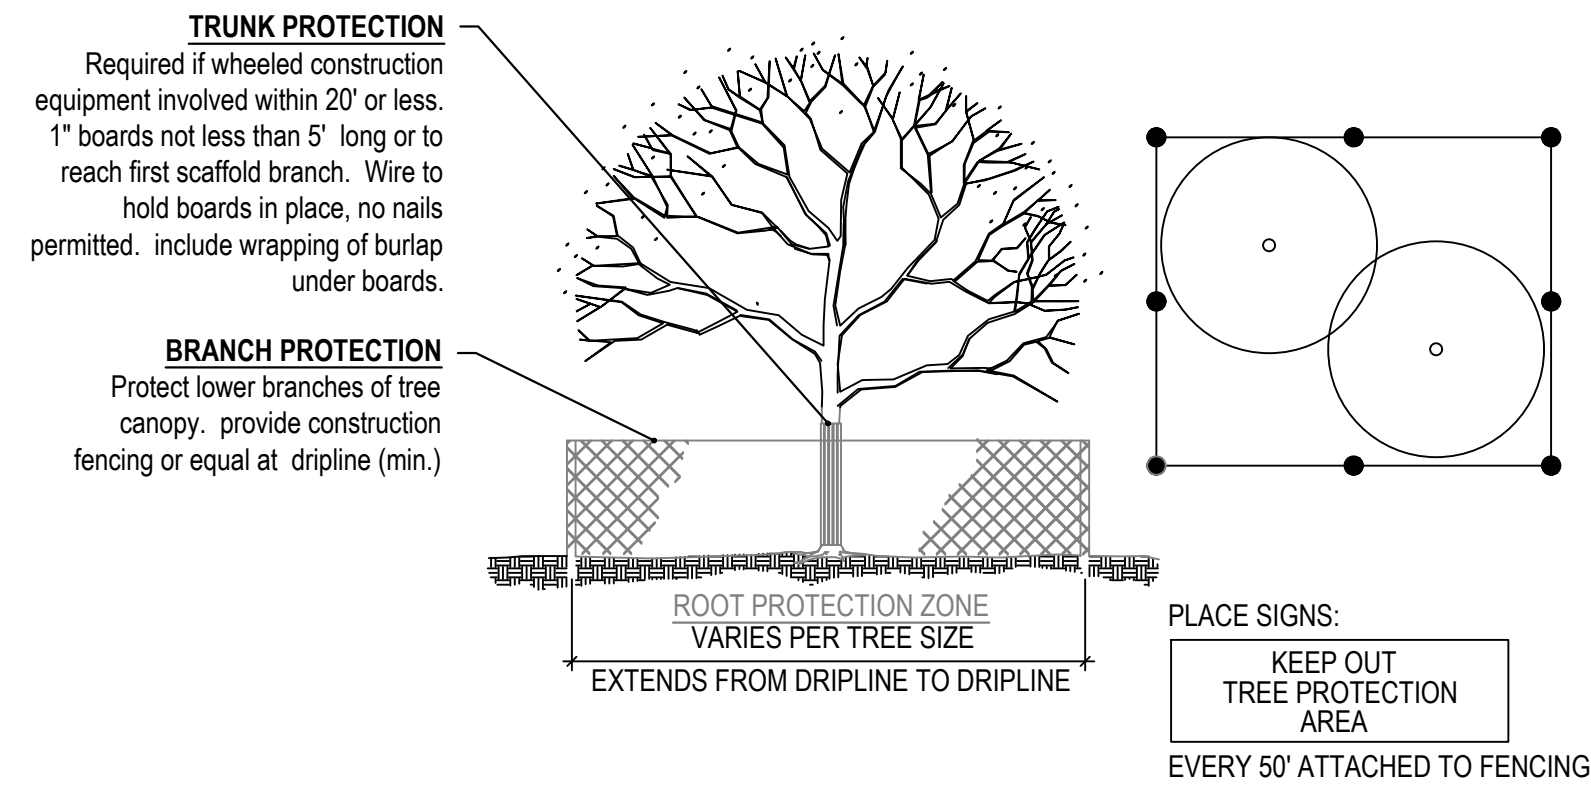 TRUNK PROTECTION
Required if wheeled construction
equipment involved within 20' or less.
1" boards not less than 5' long or to
reach first scaffold branch. Wire to
hold boards in place, no nails
permitted. include wrapping of burlap
under boards.
BRANCH PROTECTION
Protect lower branches of tree
canopy. provide construction
fencing or equal at dripline (min.)
ROOT PROTECTION ZONE
VARIES PER TREE SIZE
EXTENDS FROM DRIPLINE TO DRIPLINE
PLACE SIGNS:
KEEP OUT
TREE PROTECTION
AREA
EVERY 50' ATTACHED TO FENCING